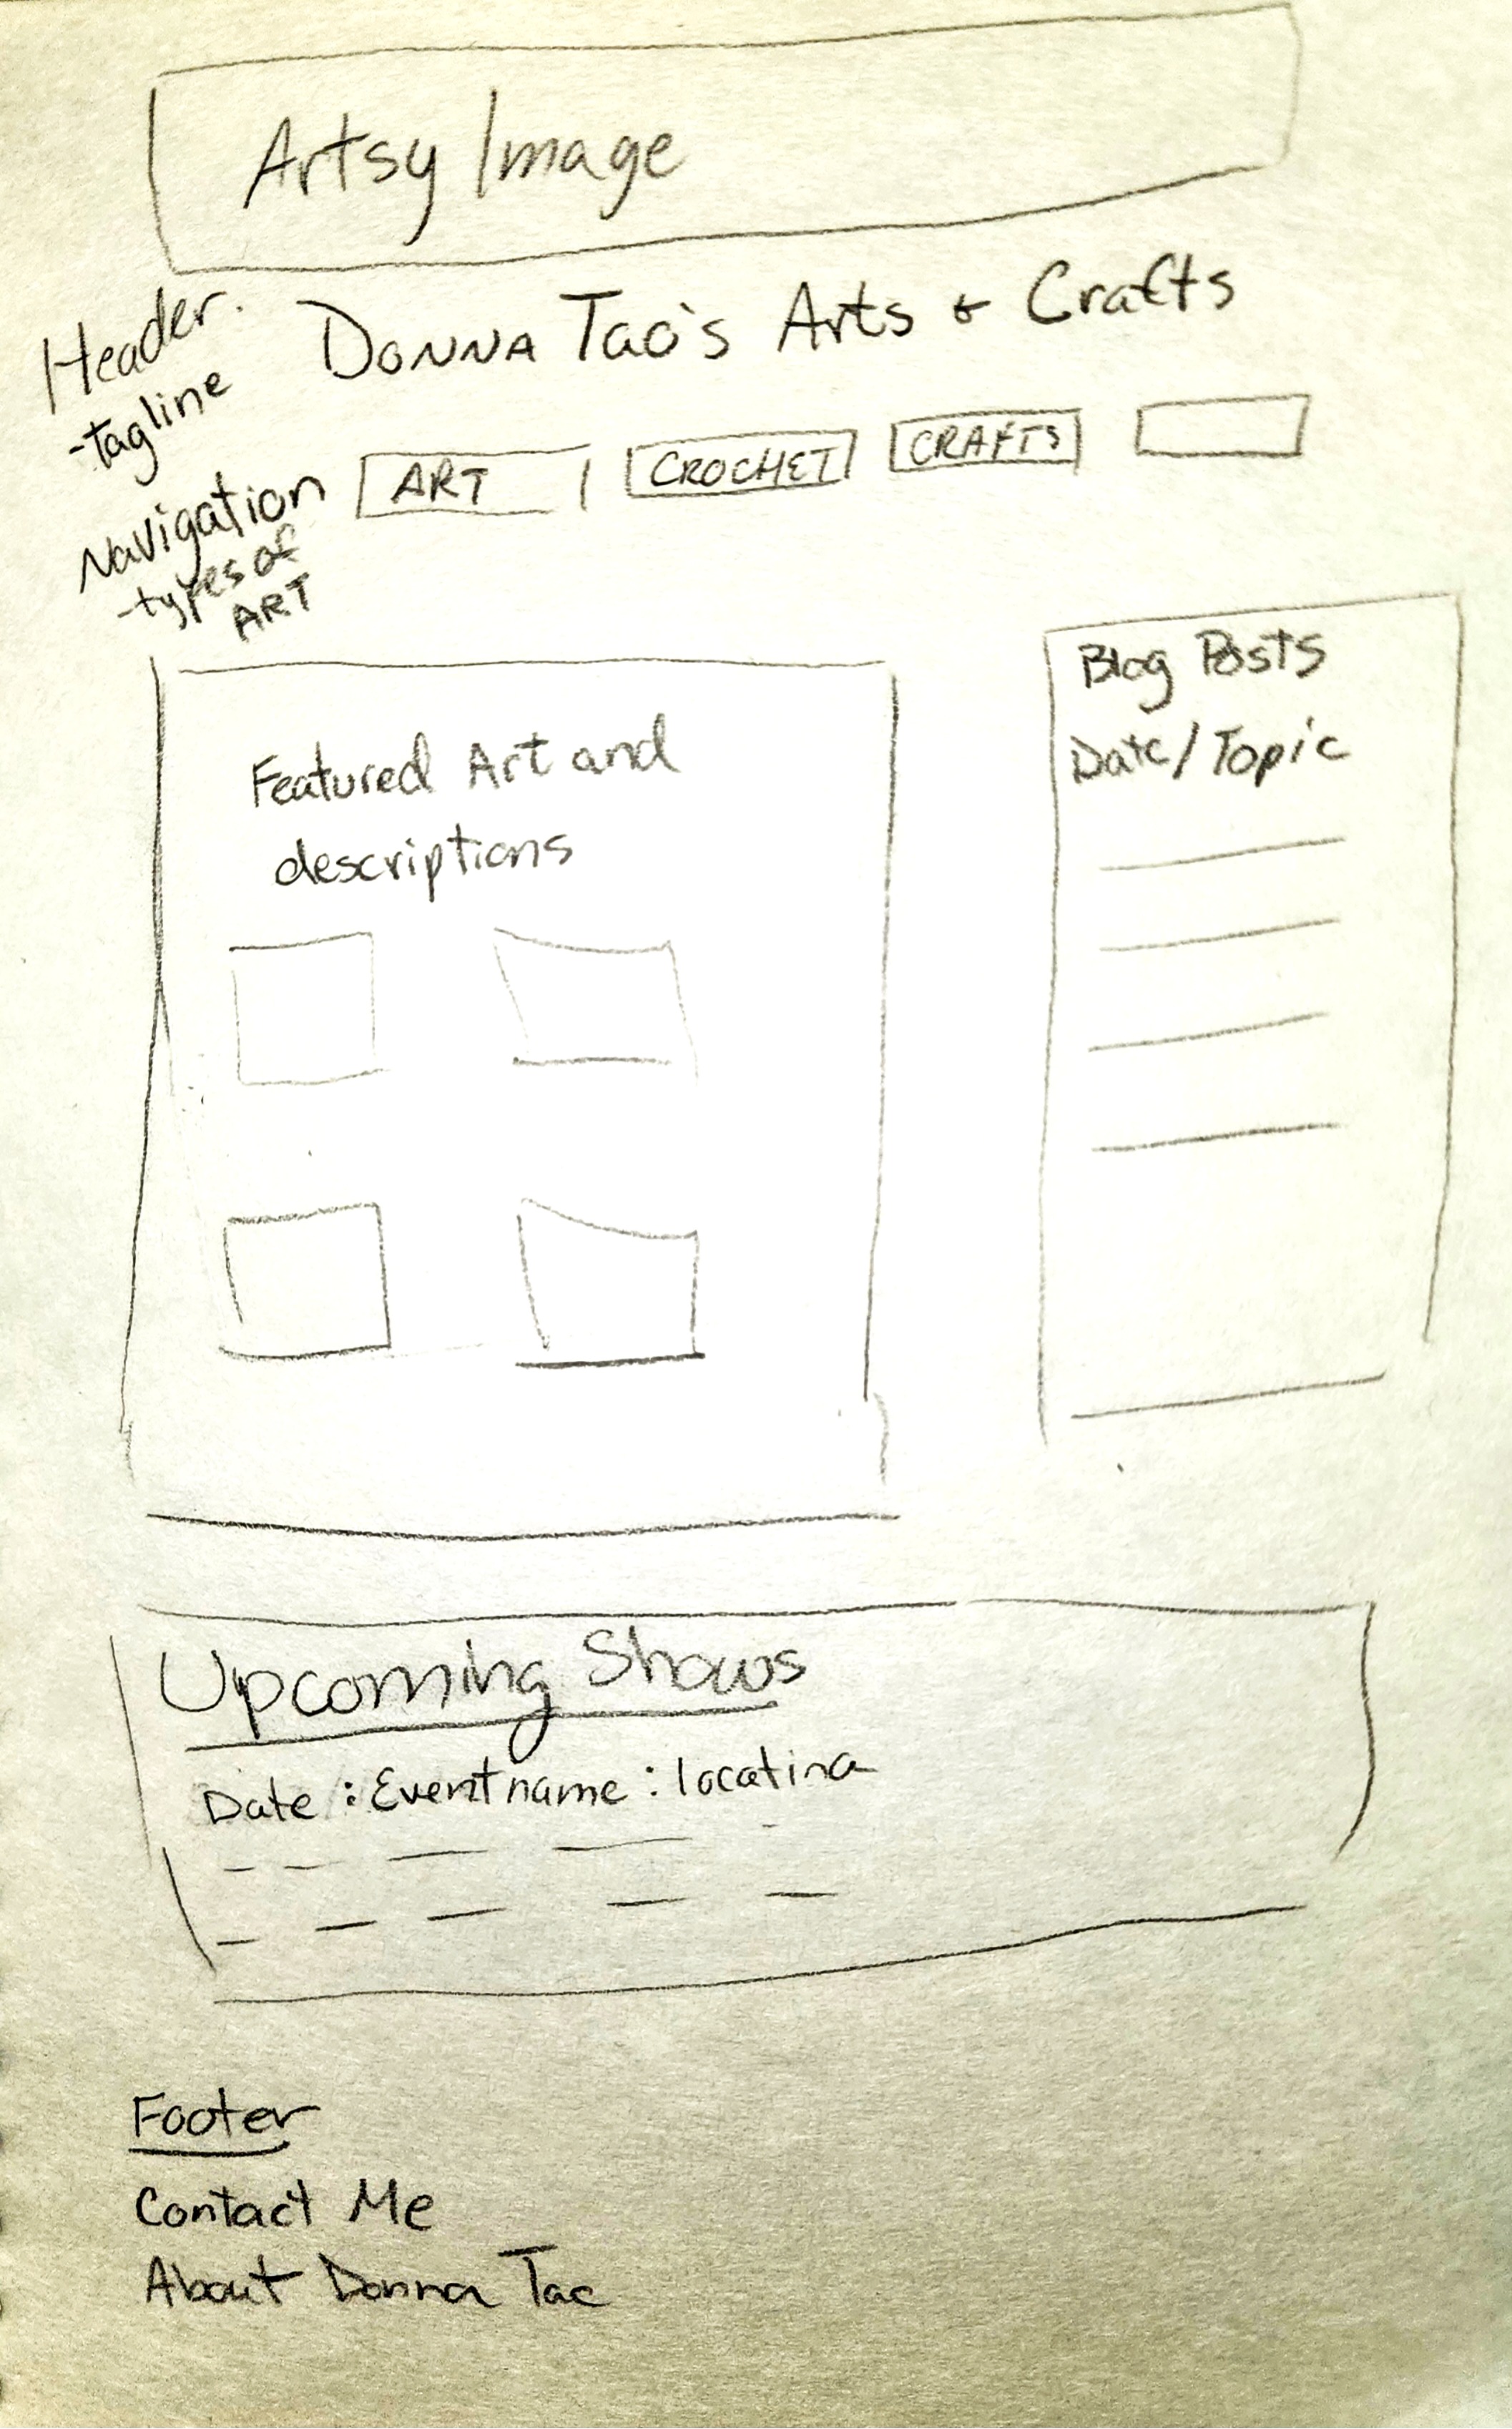 Artsy Image
Header.
-tagline
DONNA Tao's Arts & Crafts
Navigation
-types of
ART
ART
CROCHET
CRAFTS
Featured Art and
descriptions
Blog Posts
Date/Topic
Upcoming Shows
Date : Event name :
Footer
Contact Me
About Donna Tao